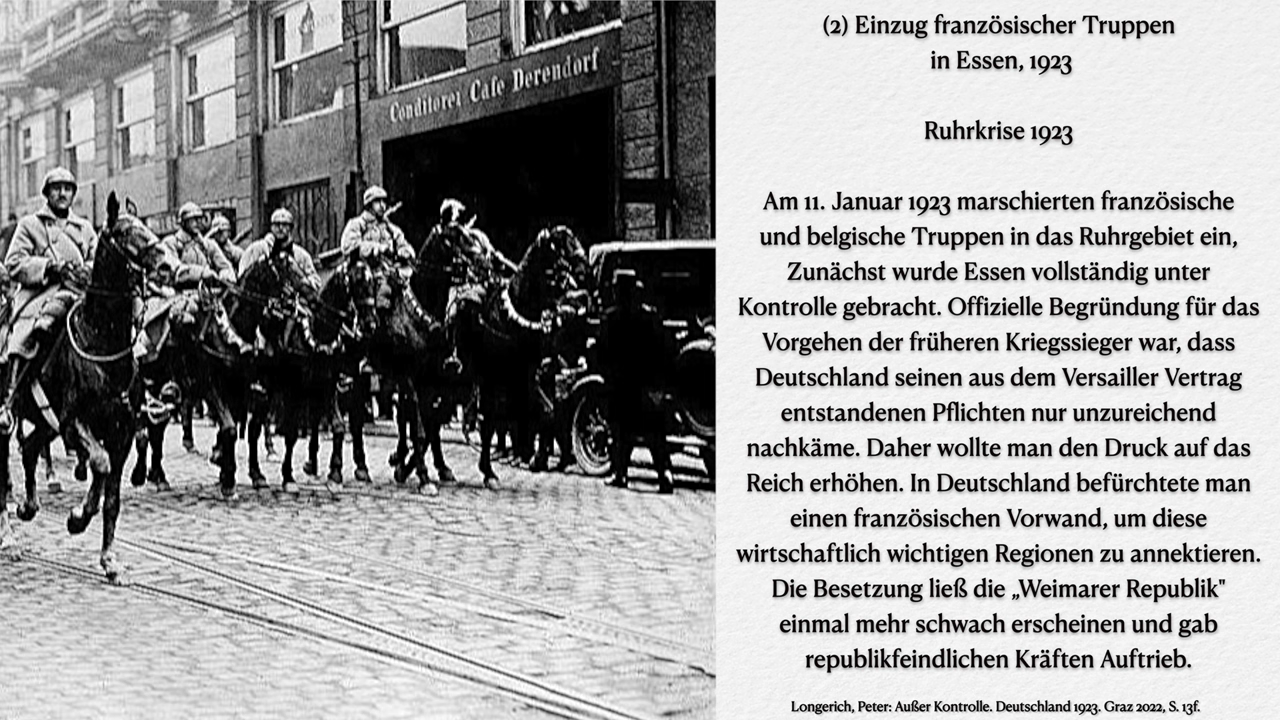 Conditorei Cafe Derendorf
(2) Einzug französischer Truppen
in Essen, 1923
Ruhrkrise 1923
Am 11. Januar 1923 marschierten französische
und belgische Truppen in das Ruhrgebiet ein,
Zunächst wurde Essen vollständig unter
Kontrolle gebracht. Offizielle Begründung für das
Vorgehen der früheren Kriegssieger war, dass
Deutschland seinen aus dem Versailler Vertrag
entstandenen Pflichten nur unzureichend
nachkäme. Daher wollte man den Druck auf das
Reich erhöhen. In Deutschland befürchtete man
einen französischen Vorwand, um diese
wirtschaftlich wichtigen Regionen zu annektieren.
Die Besetzung ließ die „Weimarer Republik"
einmal mehr schwach erscheinen und gab
republikfeindlichen Kräften Auftrieb.
Longerich, Peter: Außer Kontrolle. Deutschland 1923. Graz 2022, S. 13f.